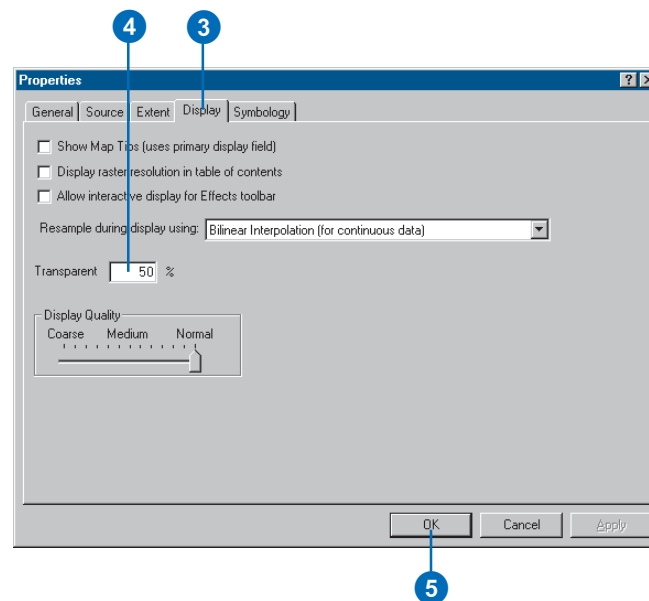 4 3
Properties ? ×
General Source Extent Display Symbology
Show Map Tips (uses primary display field)
Display raster resolution in table of contents
Allow interactive display for Effects toolbar
Resample during display using: Bilinear Interpolation (for continuous data)
Transparent 50 %
Display Quality
Coarse Medium Normal
OK Cancel Apply
5